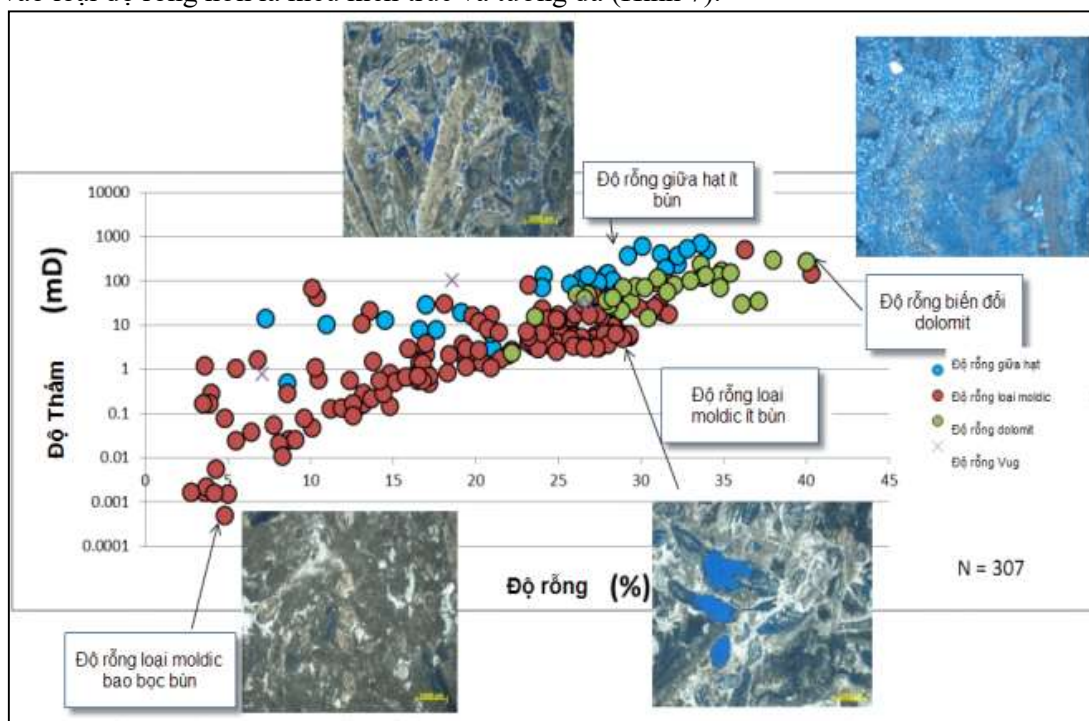 vào loại độ rỗng hơn là hiệu kiến trúc và tướng đá (Hình 7).
Độ rỗng giữa hạt ít
bùn
Độ rỗng biến đổi
dolomit
Độ rỗng loại
moldic ít bùn
Độ rỗng loại moldic
bao bọc bùn
Độ Thấm (mD)
10000
1000
100
10
1
0.1
0.01
0.001
0.0001
0 5 10 15 20 25 30 35 40 45
Độ rỗng (%)
Độ rỗng giữa hạt
Độ rỗng loại moldic
Độ rỗng dolomit
Độ rỗng Vug
N = 307